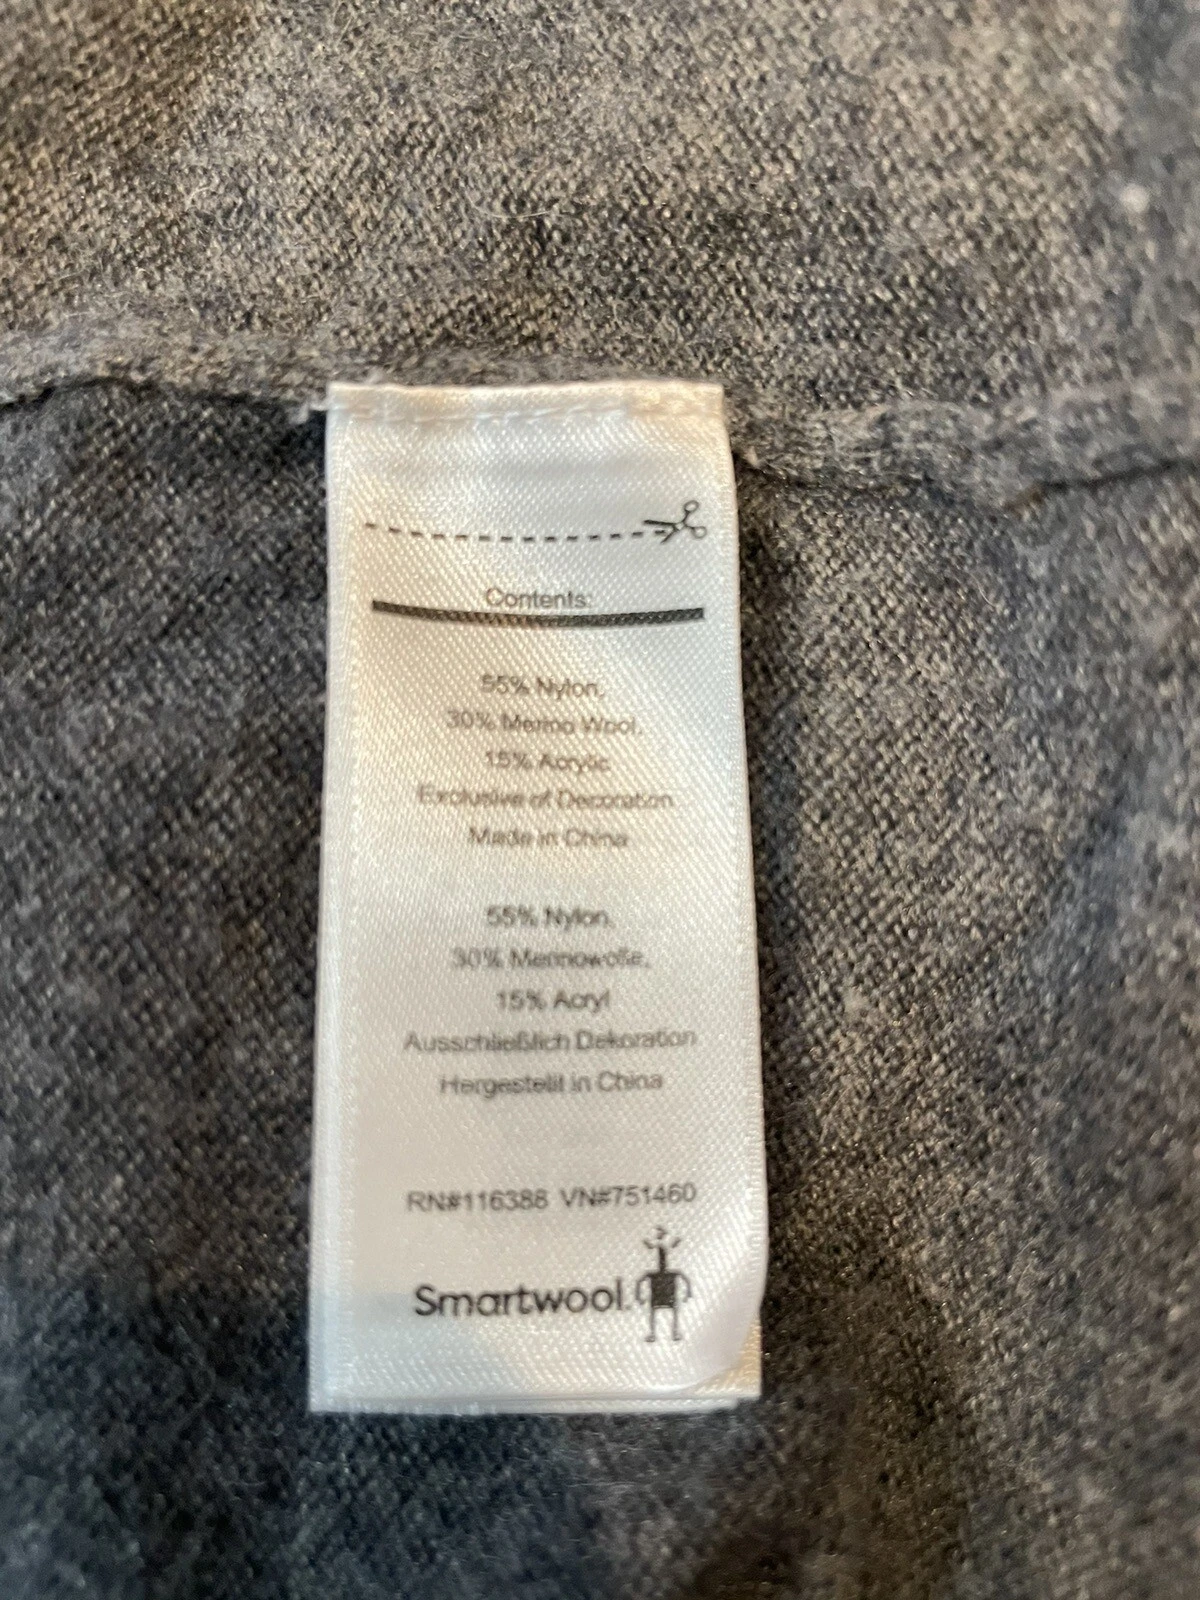 Contents:
55% Nylon,
30% Merino Wool,
15% Acrylic
Exclusive of Decoration
Made in China
55% Nylon,
30% Merinowolle,
15% Acryl
Ausschließlich Dekoration
Hergestellt in China
RN#116388 VN#751460
Smartwool.